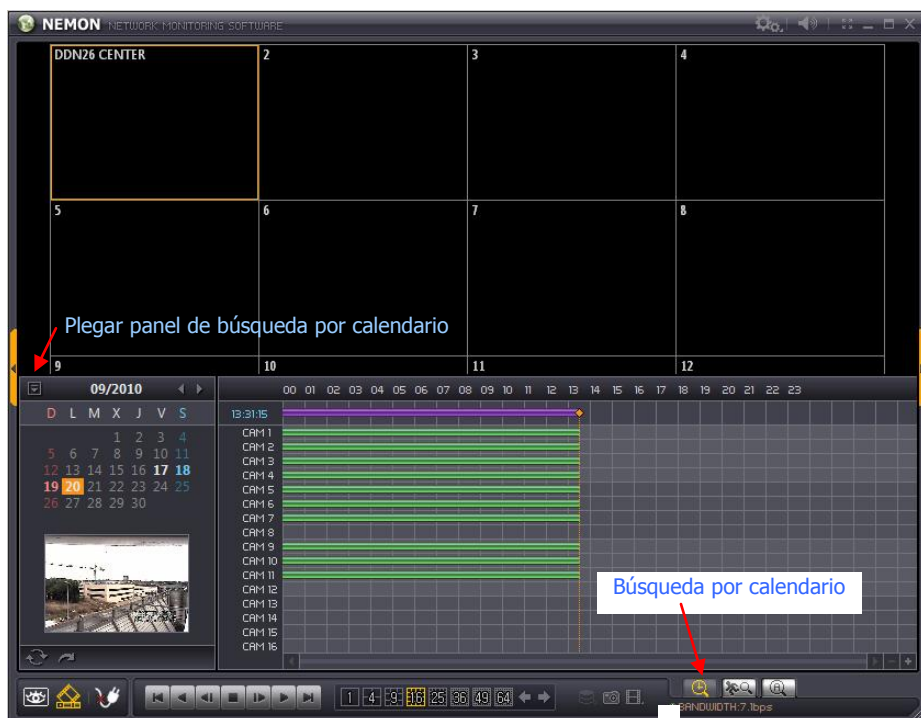 NEMON NETWORK MONITORING SOFTWARE
DDN26 CENTER 2 3 4
5 6 7 8
Plegar panel de búsqueda por calendario
9 10 11 12
09/2010
00 01 02 03 04 05 06 07 08 09 10 11 12 13 14 15 16 17 18 19 20 21 22 23
D L M X J V S
1 2 3 4
5 6 7 8 9 10 11
12 13 14 15 16 17 18
19 20 21 22 23 24 25
26 27 28 29 30
13:31:15
CAM 1
CAM 2
CAM 3
CAM 4
CAM 5
CAM 6
CAM 7
CAM 8
CAM 9
CAM 10
CAM 11
CAM 12
CAM 13
CAM 14
CAM 15
CAM 16
Búsqueda por calendario
1 4 9 16 25 36 49 64
BANDWIDTH:7.1bps